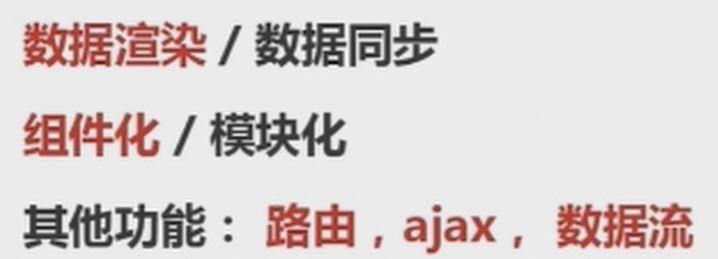 数据渲染 / 数据同步
组件化 / 模块化
其他功能： 路由，ajax， 数据流